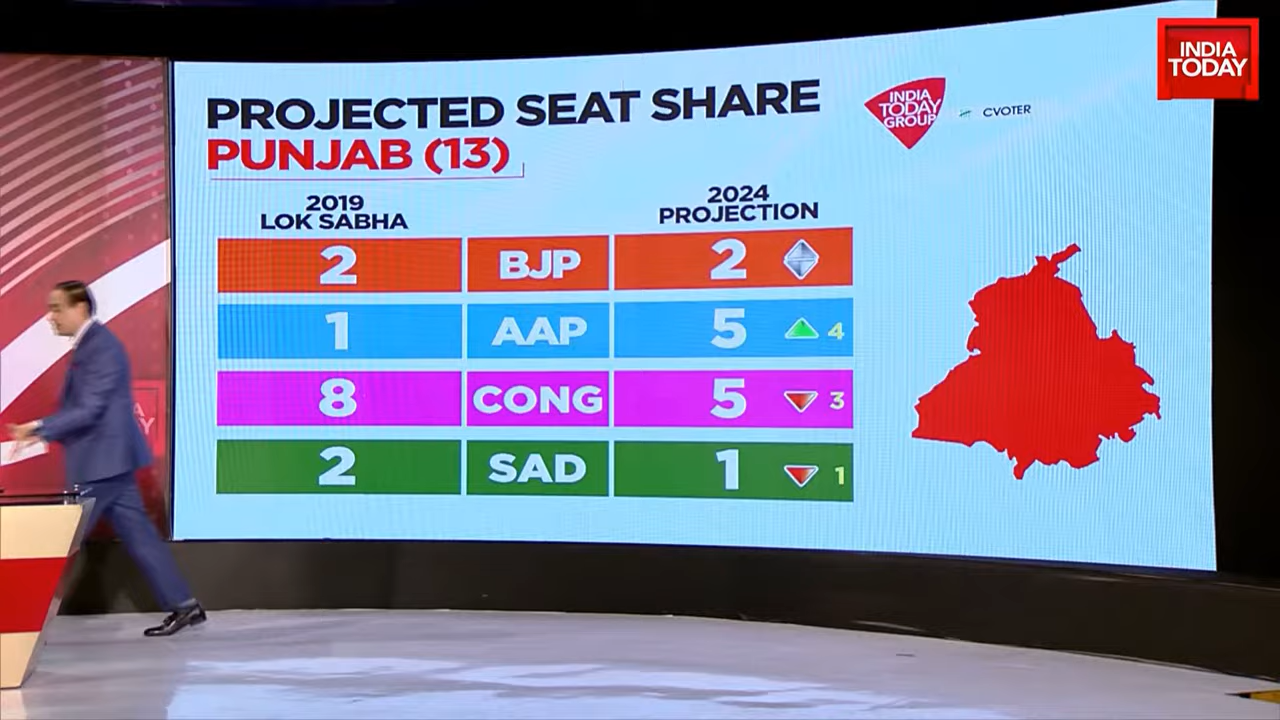 INDIA
TODAY
PROJECTED SEAT SHARE
PUNJAB (13)
INDIA
TODAY
GROUP
CVOTER
2019
LOK SABHA
2024
PROJECTION
2 BJP 2
1 AAP 5 4
8 CONG 5 3
2 SAD 1 1
A
AY